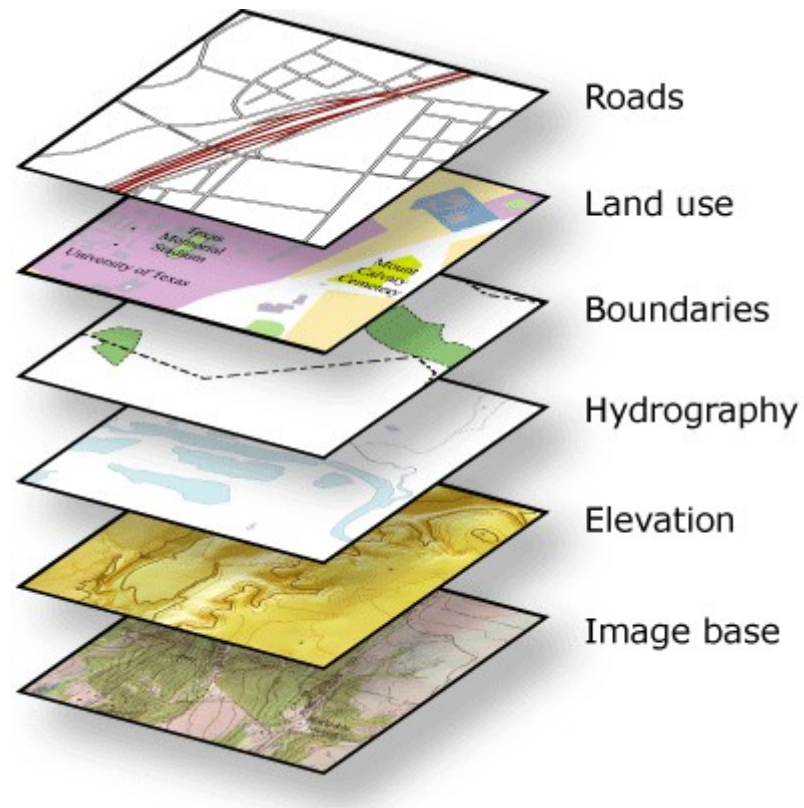 Roads
Land use
Texas
Memorial
Stadium
University of Texas
Mount
Calvary
Cemetery
Boundaries
Hydrography
Elevation
Image base